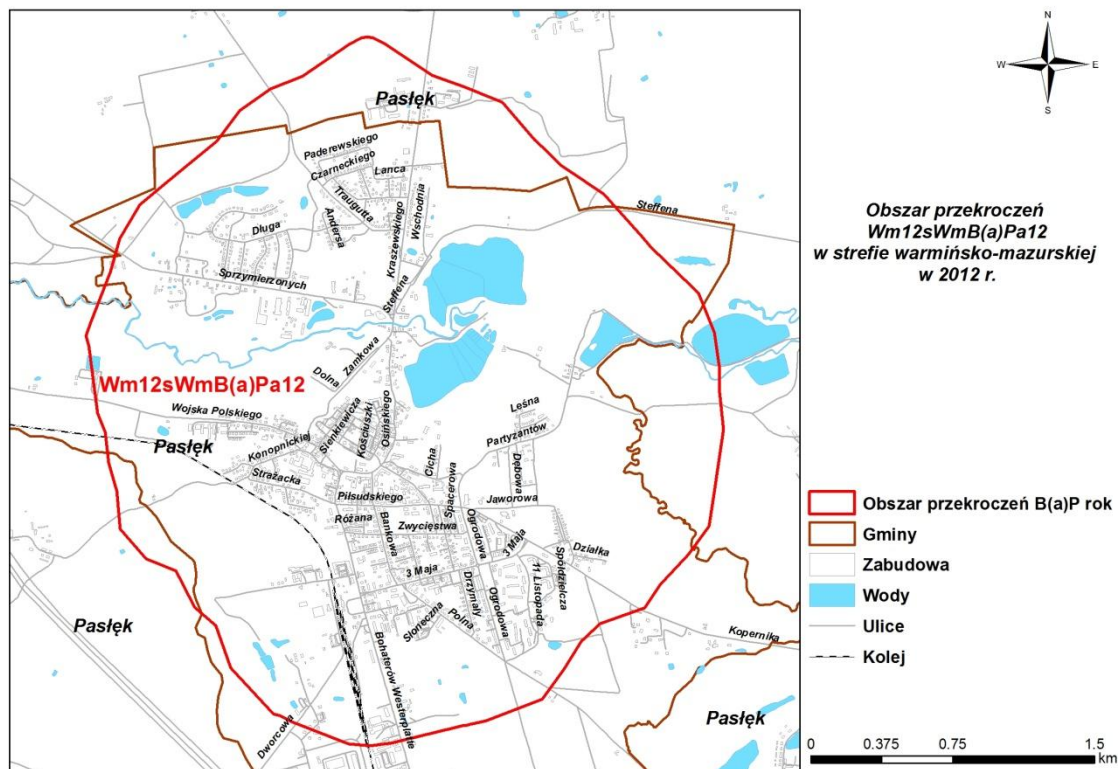 Pasłęk
Paderewskiego
Czarneckiego
Lanca
Traugutta
Andersa
Wschodnia
Kraszewskiego
Długa
Steffena
Sprzymierzonych
Steffena
Zamkowa
Dolna
Wm12sWmB(a)Pa12
Wojska Polskiego
Pasłęk
Konopnickiej
Sienkiewicza
Kościuszki
Osińskiego
Leśna
Partyzantów
Cicha
Dębowa
Strażacka
Piłsudskiego
Spacerowa
Jaworowa
Różana
Bankowa
Zwycięstwa
Ogrodowa
3 Maja
Działka
3 Maja
Drzymały
Ogrodowa
11 Listopada
Spółdzielcza
Słoneczna
Polna
Pasłęk
Kopernika
Bohaterów Westerplatte
Dworcowa
Pasłęk
N
W
E
S
Obszar przekroczeń
Wm12sWmB(a)Pa12
w strefie warmińsko-mazurskiej
w 2012 r.
Obszar przekroczeń B(a)P rok
Gminy
Zabudowa
Wody
Ulice
Kolej
0 0.375 0.75 1.5
km